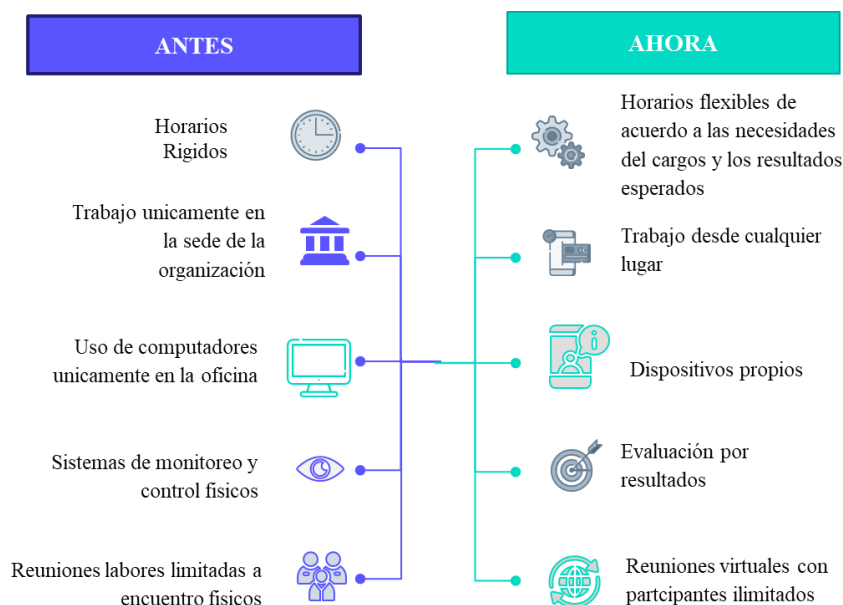 ANTES
Horarios
Rigidos
Trabajo unicamente en
la sede de la
organización
Uso de computadores
unicamente en la oficina
Sistemas de monitoreo y
control fisicos
Reuniones labores limitadas a
encuentro físicos
AHORA
Horarios flexibles de
acuerdo a las necesidades
del cargos y los resultados
esperados
Trabajo desde cualquier
lugar
Dispositivos propios
Evaluación por
resultados
Reuniones virtuales con
partcipantes ilimitados